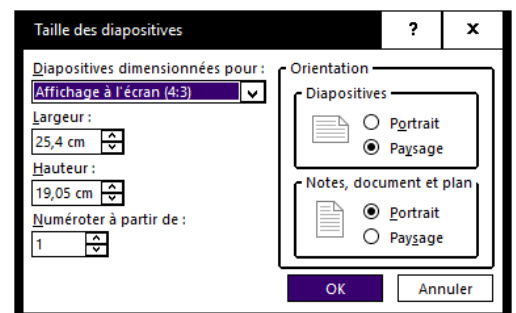 Taille des diapositives ? x
Diapositives dimensionnées pour :
Affichage à l'écran (4:3)
Largeur :
25,4 cm
Hauteur :
19,05 cm
Numéroter à partir de :
1
Orientation
Diapositives
Portrait
Paysage
Notes, document et plan
Portrait
Paysage
OK Annuler